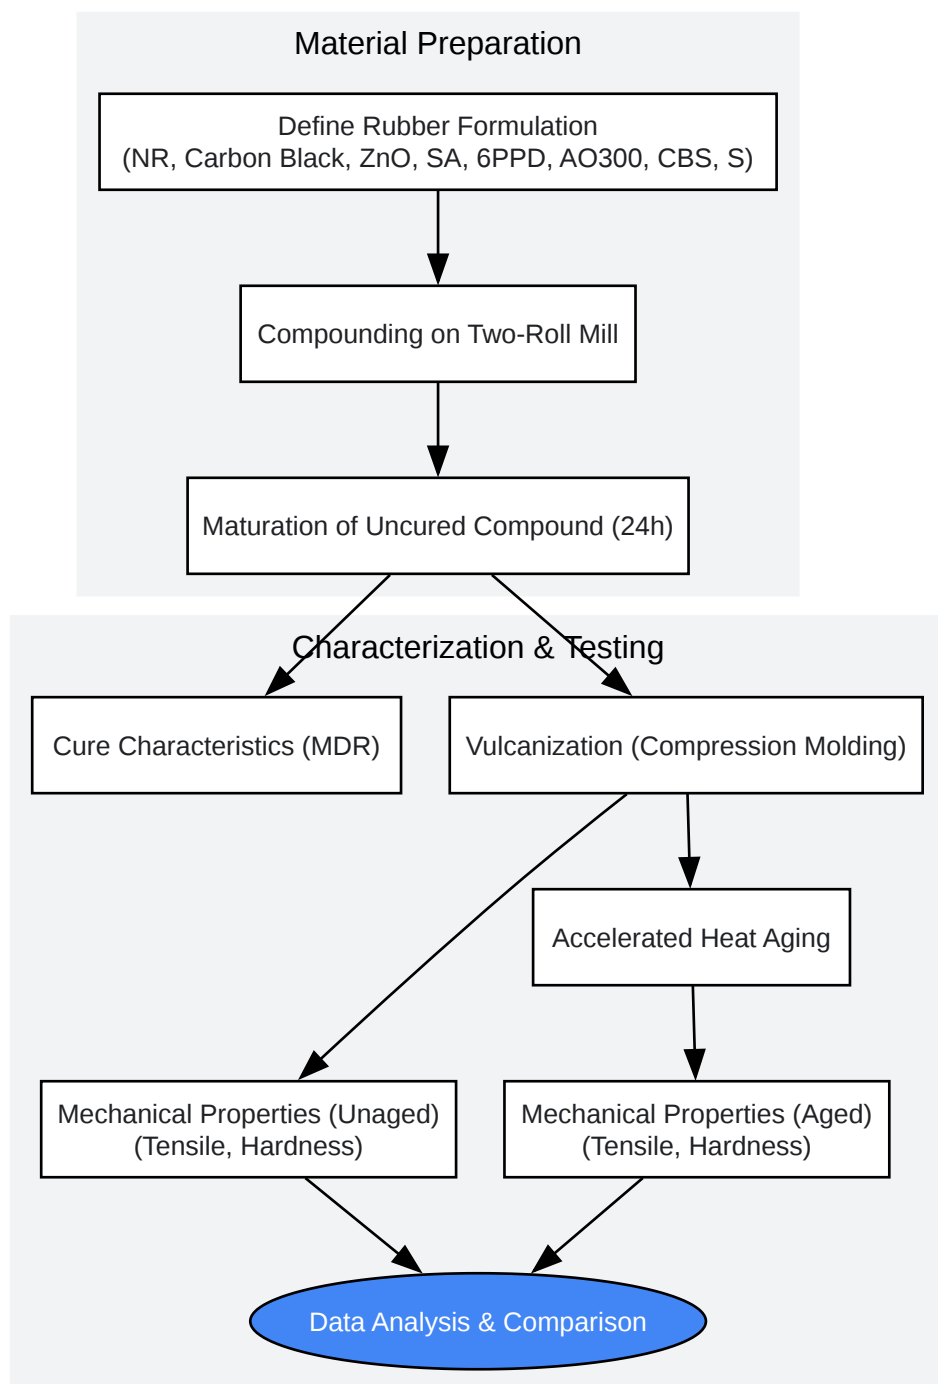 Material Preparation
Define Rubber Formulation
(NR, Carbon Black, ZnO, SA, 6PPD, AO300, CBS, S)
Compounding on Two-Roll Mill
Maturation of Uncured Compound (24h)
Characterization & Testing
Cure Characteristics (MDR)
Vulcanization (Compression Molding)
Accelerated Heat Aging
Mechanical Properties (Unaged)
(Tensile, Hardness)
Mechanical Properties (Aged)
(Tensile, Hardness)
Data Analysis & Comparison